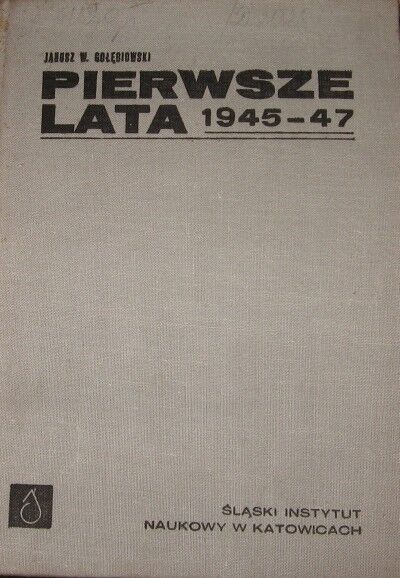 JANUSZ W. GOŁĘBIOWSKI
PIERWSZE
LATA 1945-47
ŚLĄSKI INSTYTUT
NAUKOWY W KATOWICACH